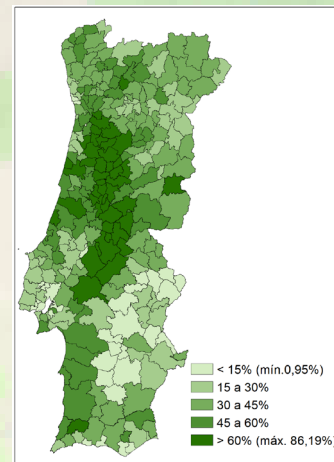 < 15% (mín.0,95%)
15 a 30%
30 a 45%
45 a 60%
> 60% (máx. 86,19%)